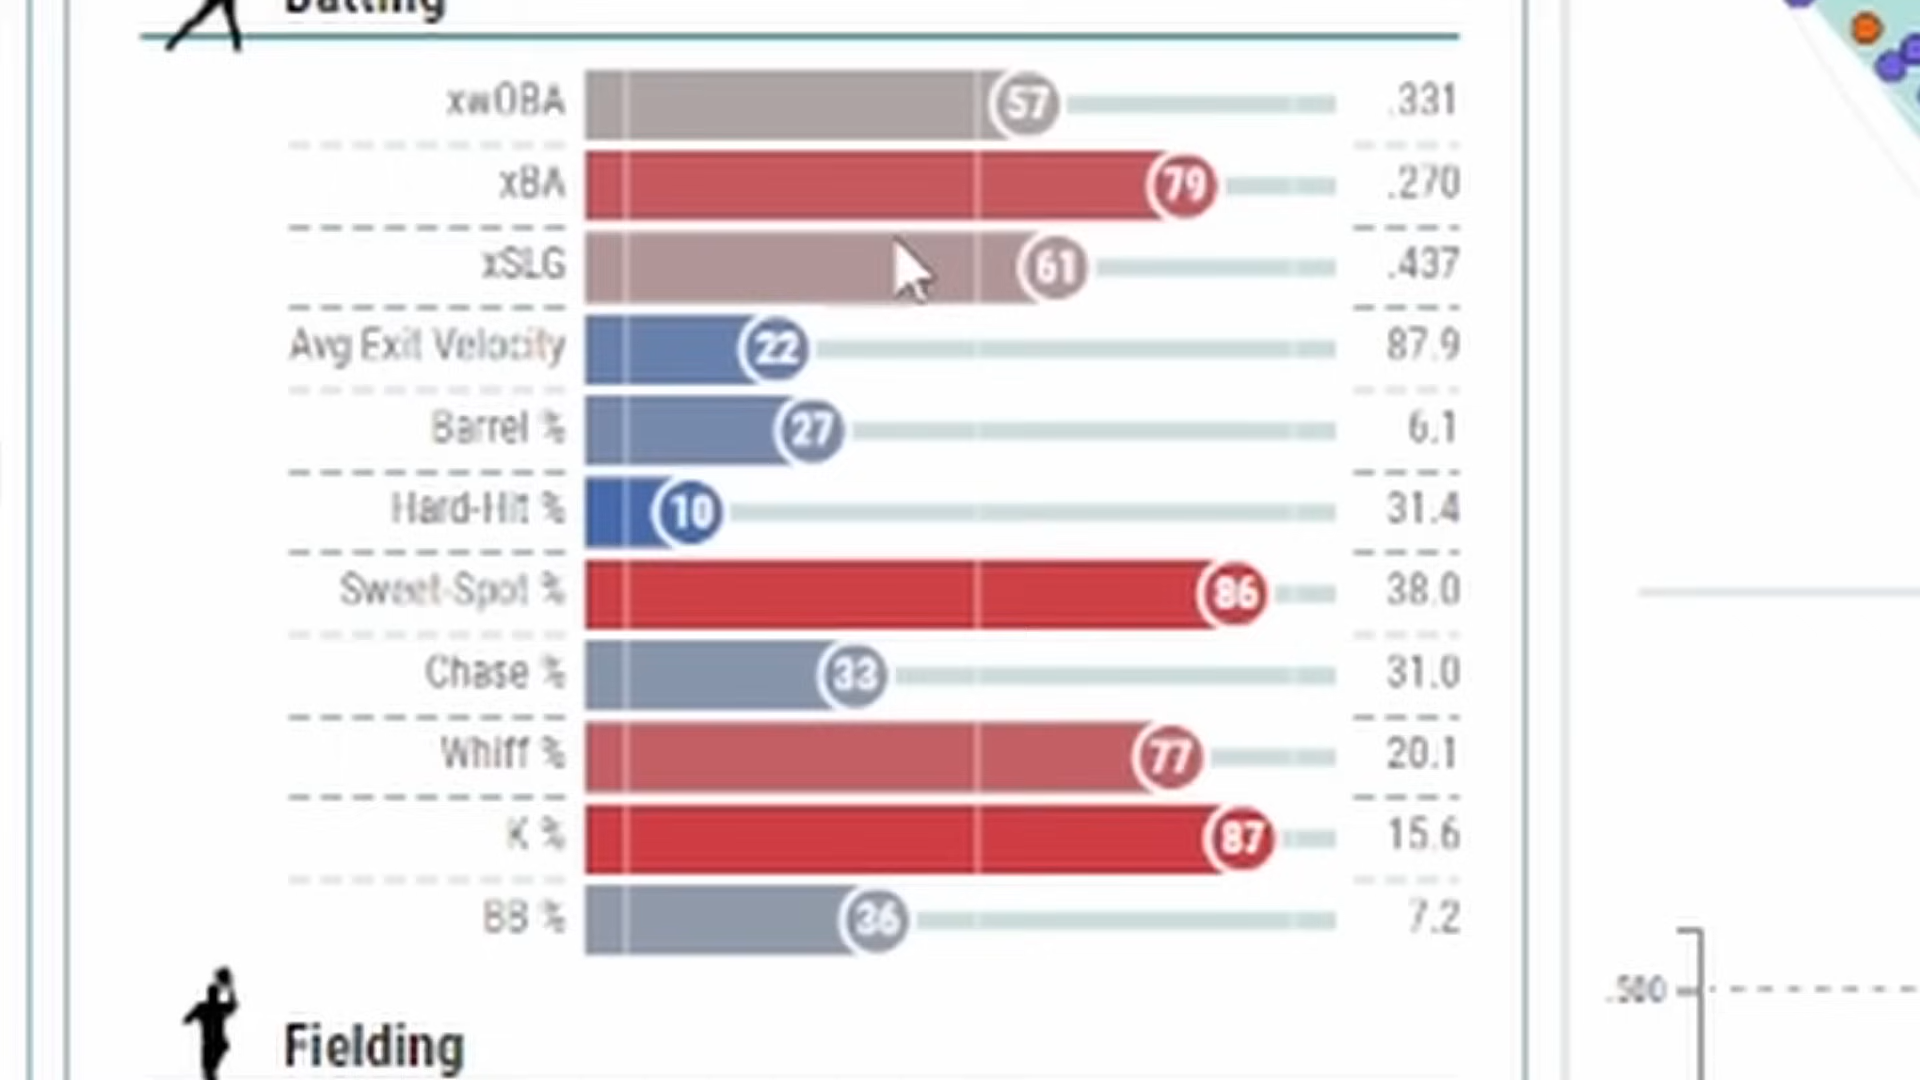 Batting
xwOBA 57 .331
xBA 79 .270
xSLG 61 .437
Avg Exit Velocity 22 87.9
Barrel % 27 6.1
Hard-Hit % 10 31.4
Sweet-Spot % 86 38.0
Chase % 33 31.0
Whiff % 77 20.1
K % 87 15.6
BB % 36 7.2
.500
Fielding